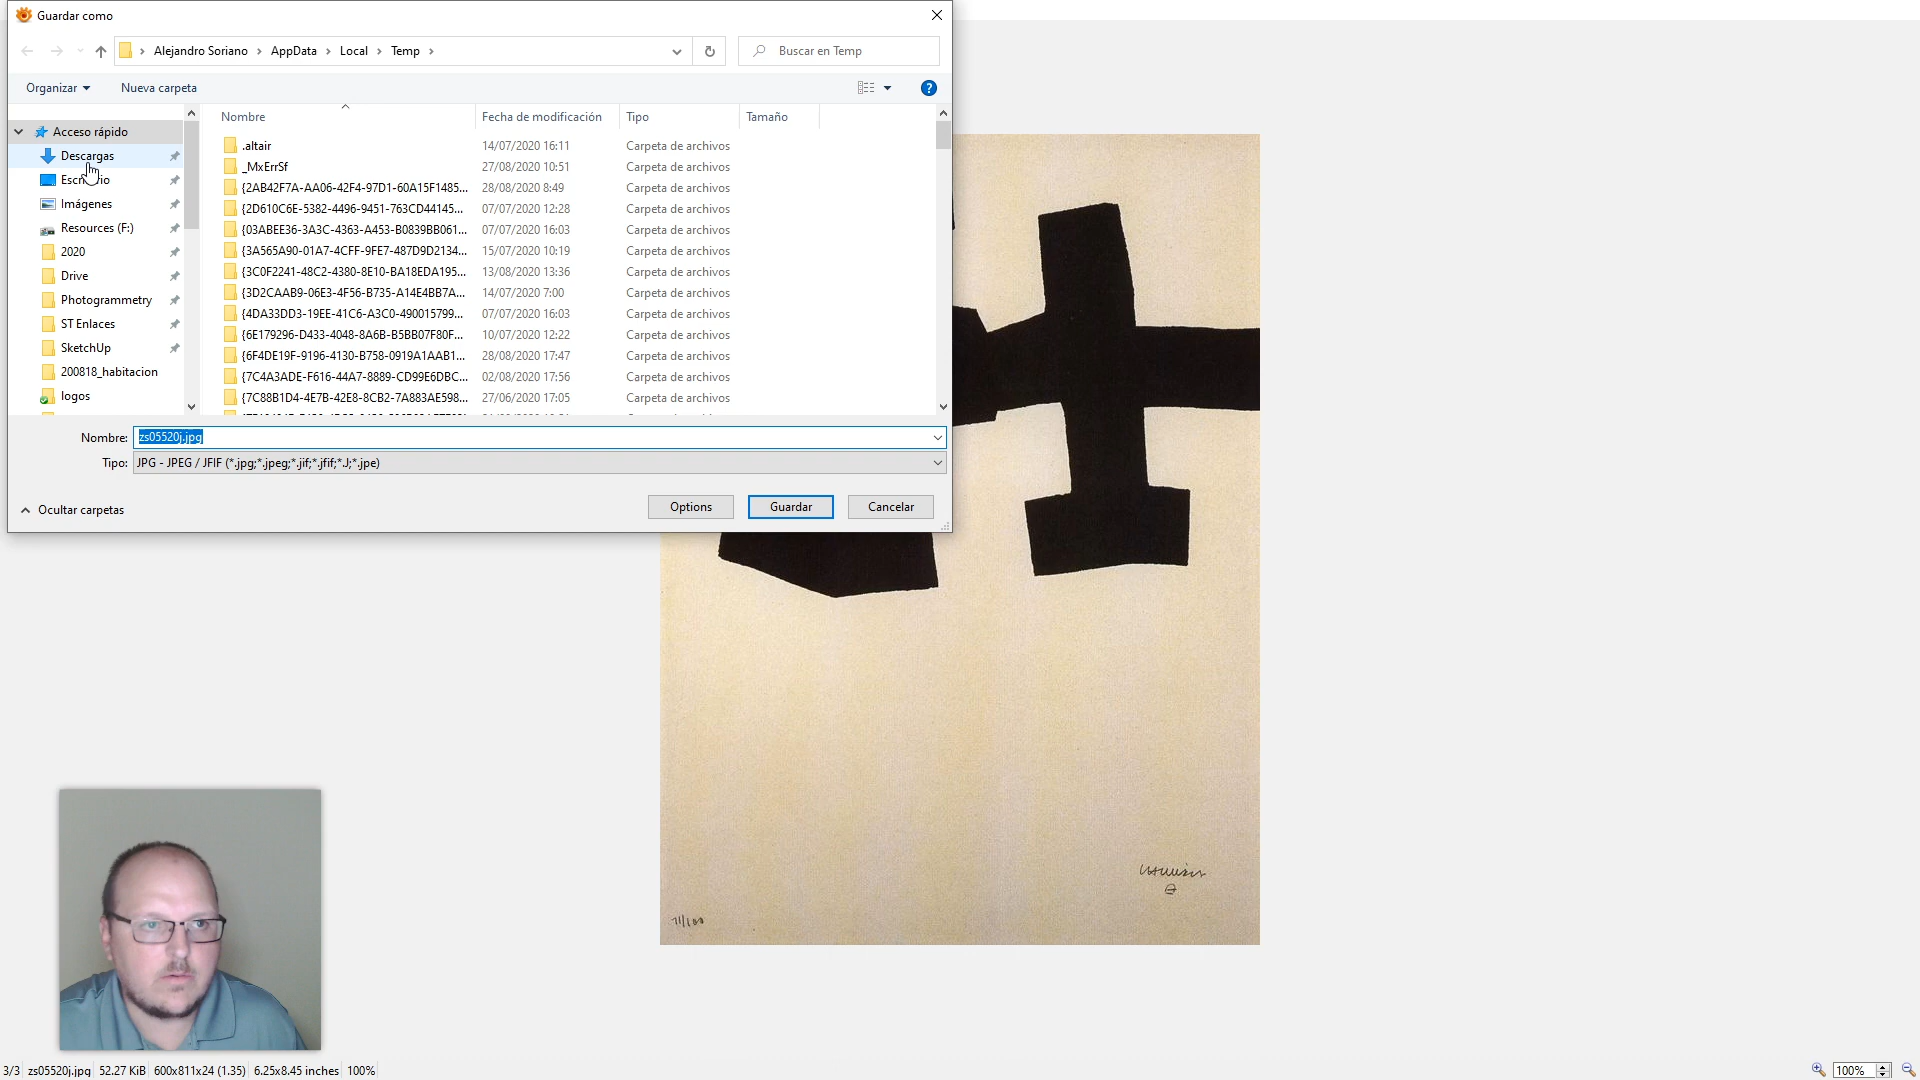 Guardar como
Alejandro Soriano > AppData > Local > Temp >
Buscar en Temp
Organizar
Nueva carpeta
Nombre
Fecha de modificación
Tipo
Tamaño
Acceso rápido
Descargas
Imágenes
Resources (F:)
2020
Drive
Photogrammetry
ST Enlaces
SketchUp
200818_habitacion
logos
.altair 14/07/2020 16:11 Carpeta de archivos
_MxErrSf 27/08/2020 10:51 Carpeta de archivos
{2AB42F7A-AA06-42F4-97D1-60A15F1485... 28/08/2020 8:49 Carpeta de archivos
{2D610C6E-5382-4496-9451-763CD44145... 07/07/2020 12:28 Carpeta de archivos
{03ABEE36-3A3C-4363-A453-B0839BB061... 07/07/2020 16:03 Carpeta de archivos
{3A565A90-01A7-4CFF-9FE7-487D9D2134... 15/07/2020 10:19 Carpeta de archivos
{3C0F2241-48C2-4380-8E10-BA18EDA195... 13/08/2020 13:36 Carpeta de archivos
{3D2CAAB9-06E3-4F56-B735-A14E4BB7A... 14/07/2020 7:00 Carpeta de archivos
{4DA33DD3-19EE-41C6-A3C0-490015799... 07/07/2020 16:03 Carpeta de archivos
{6E179296-D433-4048-8A6B-B5BB07F80F... 10/07/2020 12:22 Carpeta de archivos
{6F4DE19F-9196-4130-B758-0919A1AAB1... 28/08/2020 17:47 Carpeta de archivos
{7C4A3ADE-F616-44A7-8889-CD99E6DBC... 02/08/2020 17:56 Carpeta de archivos
{7C88B1D4-4E7B-42E8-8CB2-7A883AE598... 27/06/2020 17:05 Carpeta de archivos
Nombre: zs05520j.jpg
Tipo: JPG - JPEG / JFIF (*.jpg;*.jpeg;*.jif;*.jfif;*.J;*.jpe)
Ocultar carpetas
Options
Guardar
Cancelar
71/100
3/3 zs05520j.jpg 52.27 KiB 600x811x24 (1.35) 6.25x8.45 inches 100%
100%